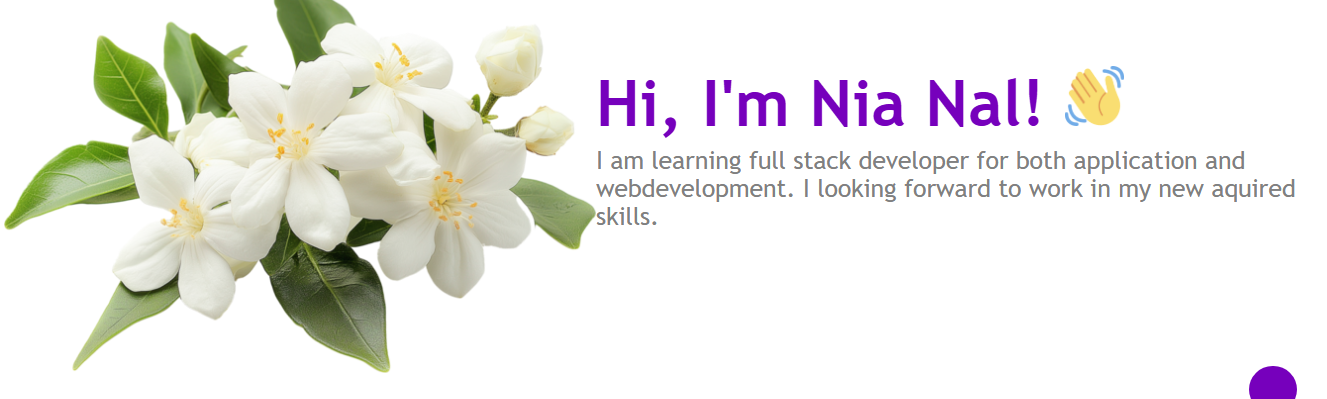 Hi, I'm Nia Nal! 👋
I am learning full stack developer for both application and
webdevelopment. I looking forward to work in my new aquired
skills.